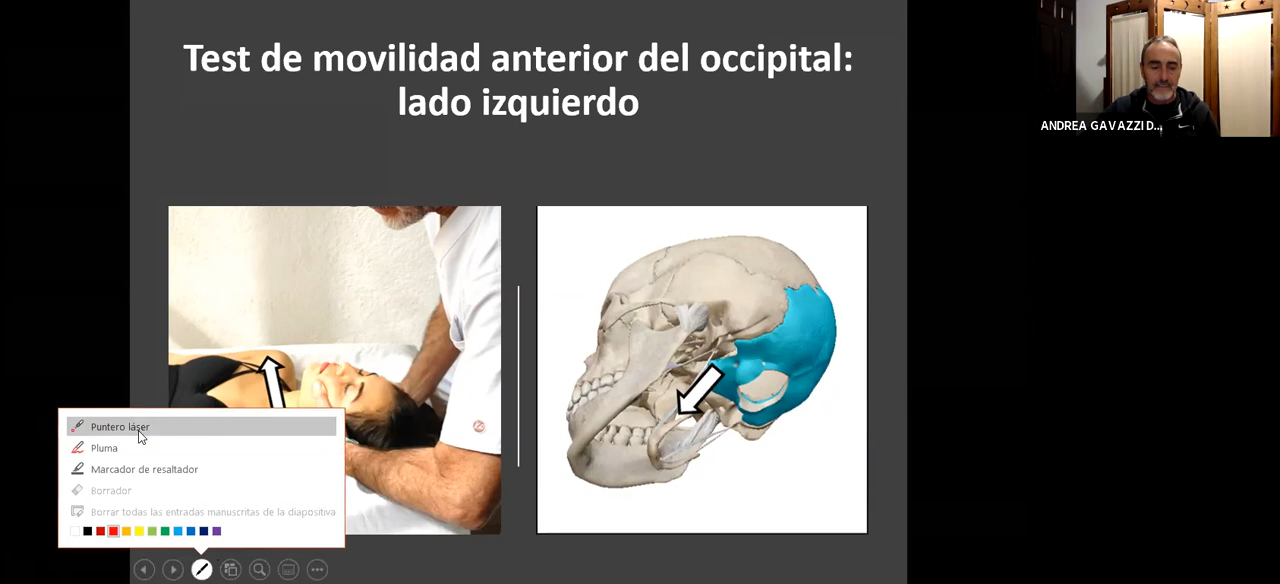 Test de movilidad anterior del occipital:
lado izquierdo
ANDREA GAVAZZI D...
Puntero láser
Pluma
Marcador de resaltador
Borrador
Borrar todas las entradas manuscritas de la diapositiva